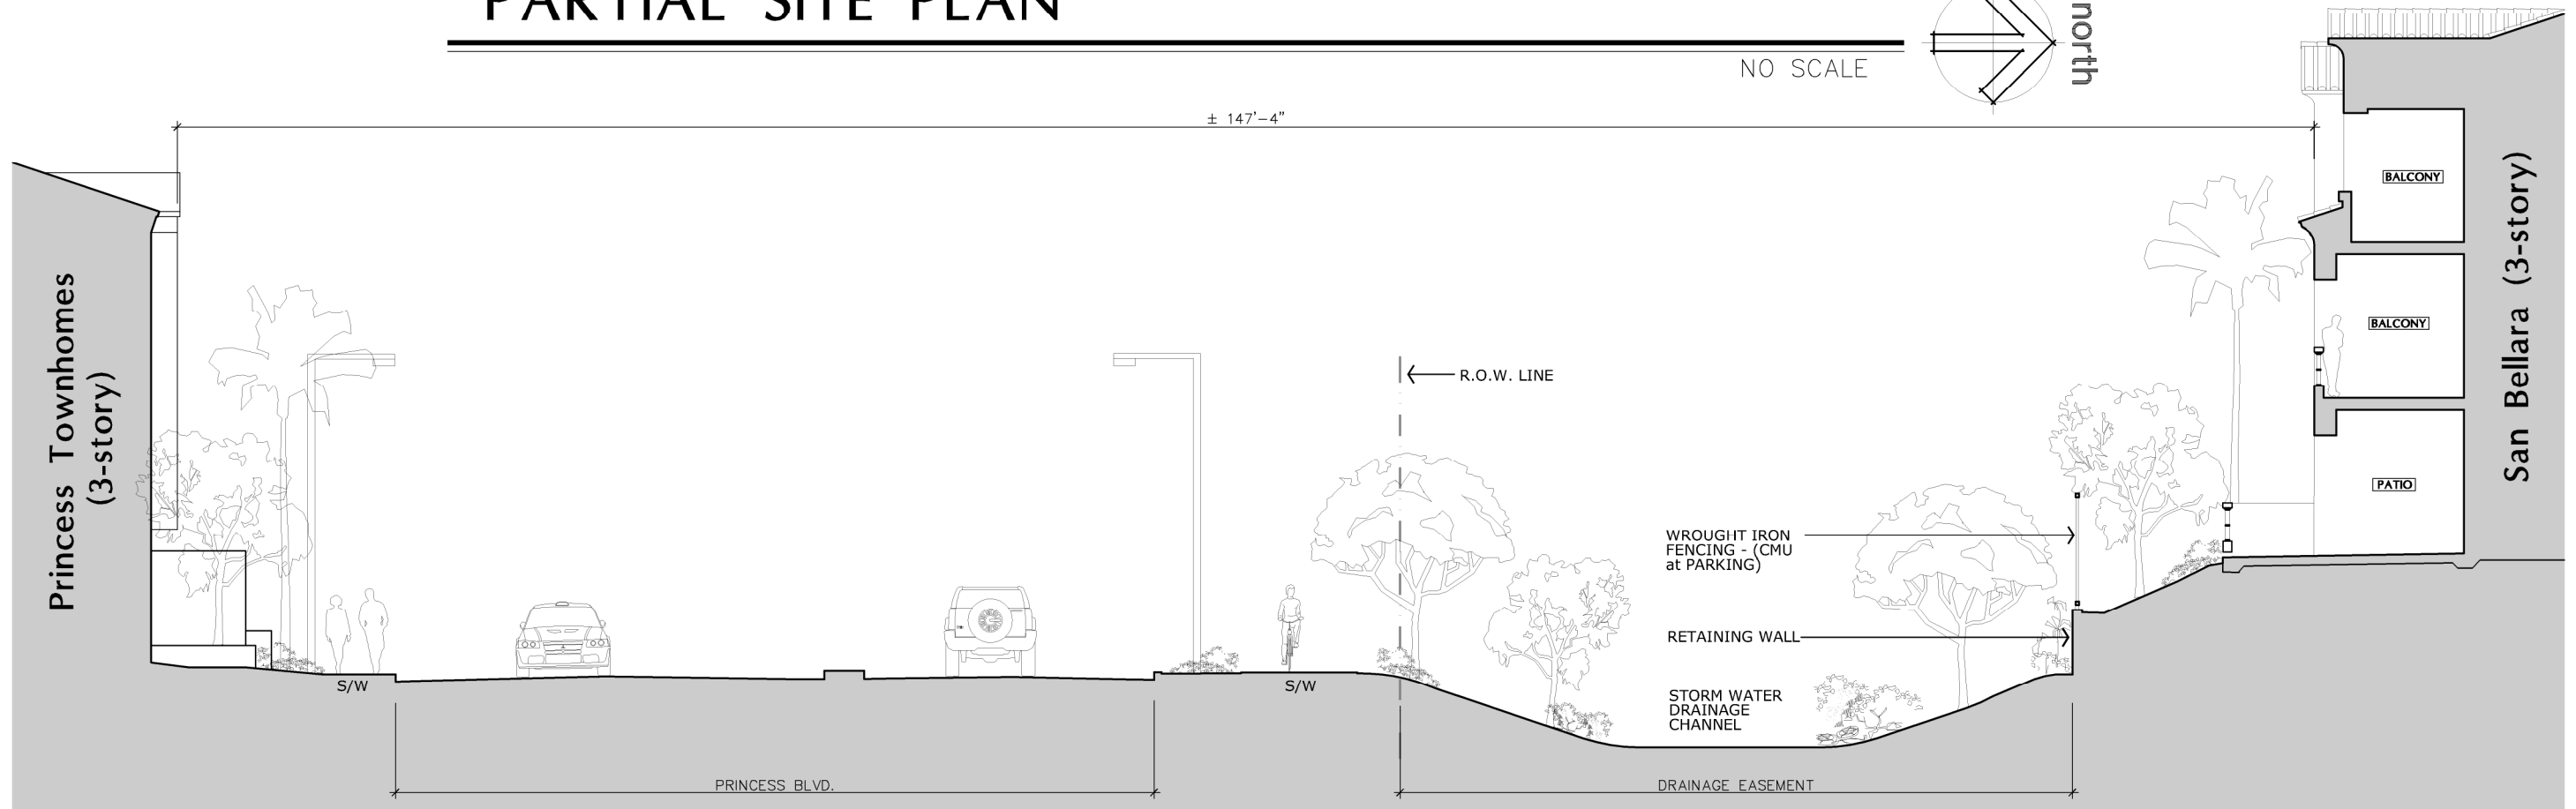 PARTIAL SITE PLAN
NO SCALE
north
± 147'-4"
Princess Townhomes
(3-story)
San Bellara (3-story)
BALCONY
BALCONY
PATIO
R.O.W. LINE
WROUGHT IRON
FENCING - (CMU
at PARKING)
RETAINING WALL
STORM WATER
DRAINAGE
CHANNEL
S/W
S/W
PRINCESS BLVD.
DRAINAGE EASEMENT